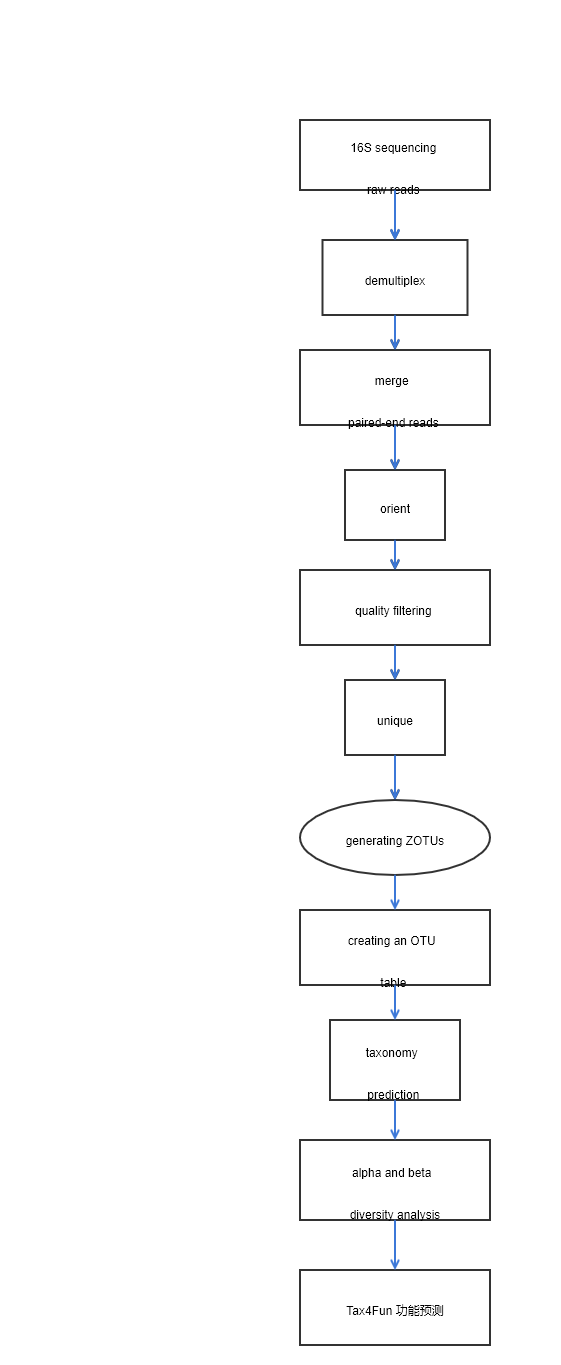 16S sequencing
raw reads
demultiplex
merge
paired-end reads
orient
quality filtering
unique
generating ZOTUs
creating an OTU
table
taxonomy
prediction
alpha and beta
diversity analysis
Tax4Fun 功能预测